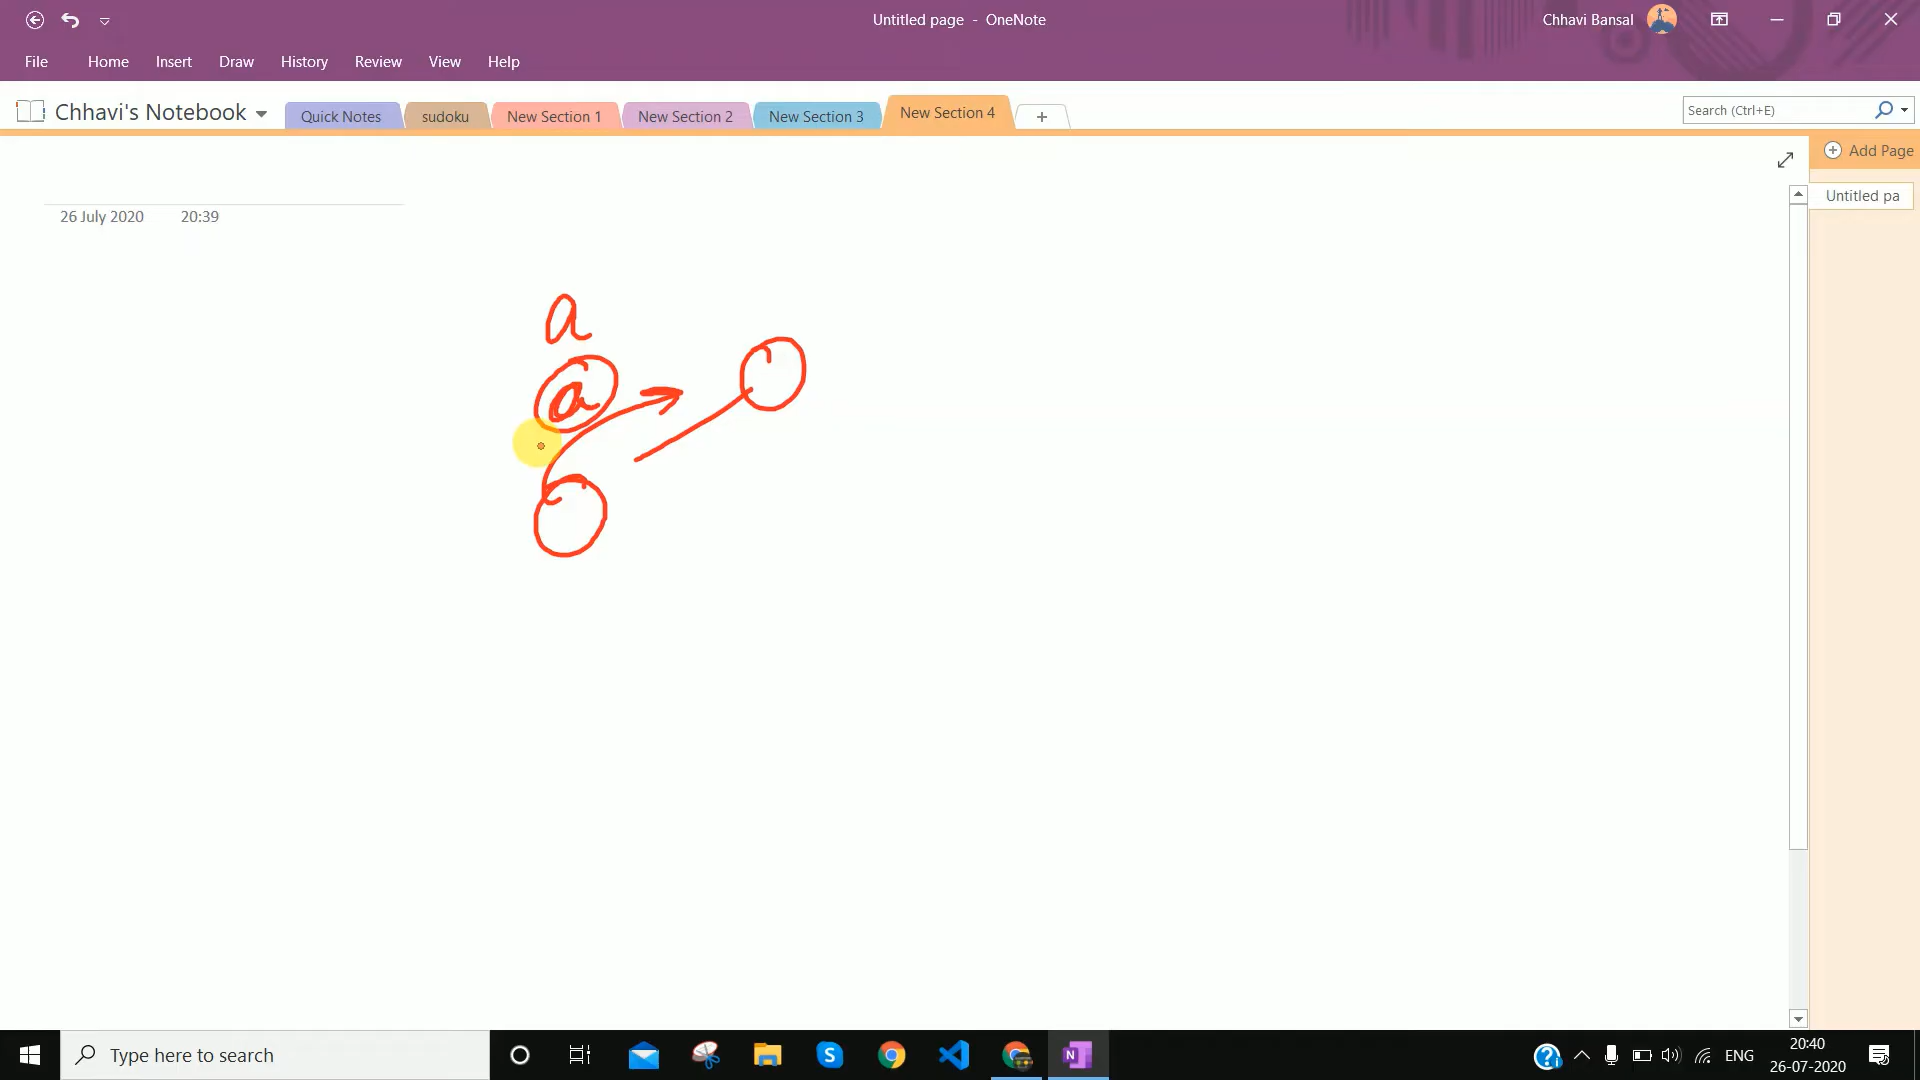 Untitled page - OneNote
Chhavi Bansal
File Home Insert Draw History Review View Help
Chhavi's Notebook
Quick Notes
sudoku
New Section 1
New Section 2
New Section 3
New Section 4
Search (Ctrl+E)
Add Page
Untitled pa
26 July 2020 20:39
a
a
Type here to search
ENG
20:40
26-07-2020